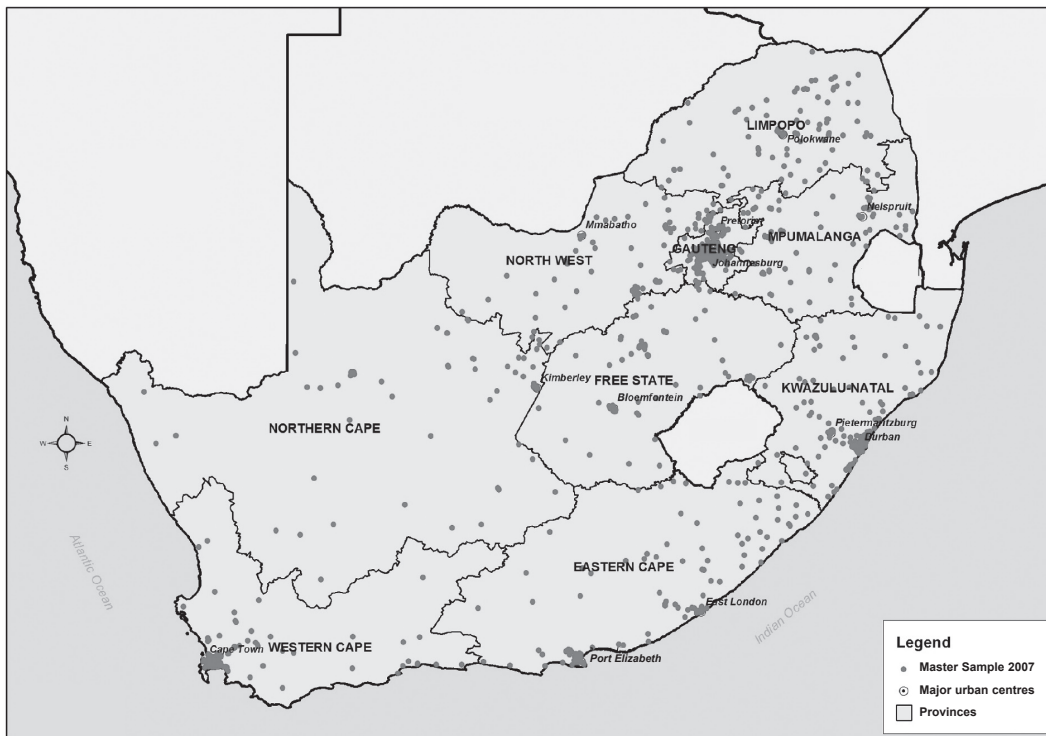 LIMPOPO
Polokwane
Nelspruit
Pretoria
Mmabatho
MPUMALANGA
GAUTENG
NORTH WEST
Johannesburg
Kimberley
FREE STATE
KWAZULU-NATAL
Bloemfontein
NORTHERN CAPE
Pietermaritzburg
Durban
N
W
E
S
Atlantic Ocean
EASTERN CAPE
East London
Indian Ocean
WESTERN CAPE
Cape Town
Port Elizabeth
Legend
Master Sample 2007
Major urban centres
Provinces